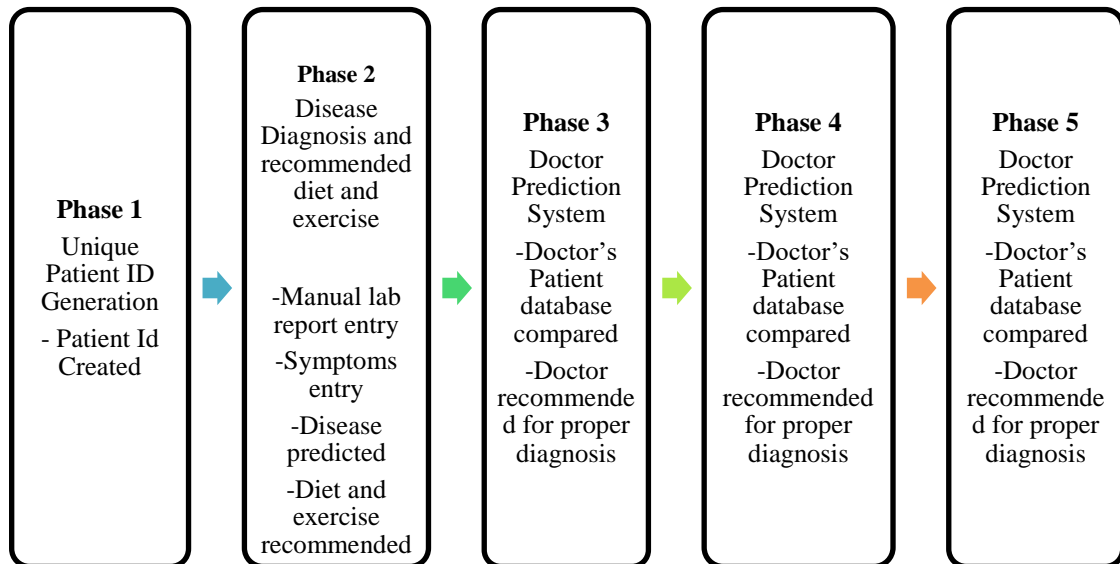 Phase 1
Unique
Patient ID
Generation
- Patient Id
Created
Phase 2
Disease
Diagnosis and
recommended
diet and
exercise
-Manual lab
report entry
-Symptoms
entry
-Disease
predicted
-Diet and
exercise
recommended
Phase 3
Doctor
Prediction
System
-Doctor’s
Patient
database
compared
-Doctor
recommende
d for proper
diagnosis
Phase 4
Doctor
Prediction
System
-Doctor’s
Patient
database
compared
-Doctor
recommended
for proper
diagnosis
Phase 5
Doctor
Prediction
System
-Doctor’s
Patient
database
compared
-Doctor
recommende
d for proper
diagnosis